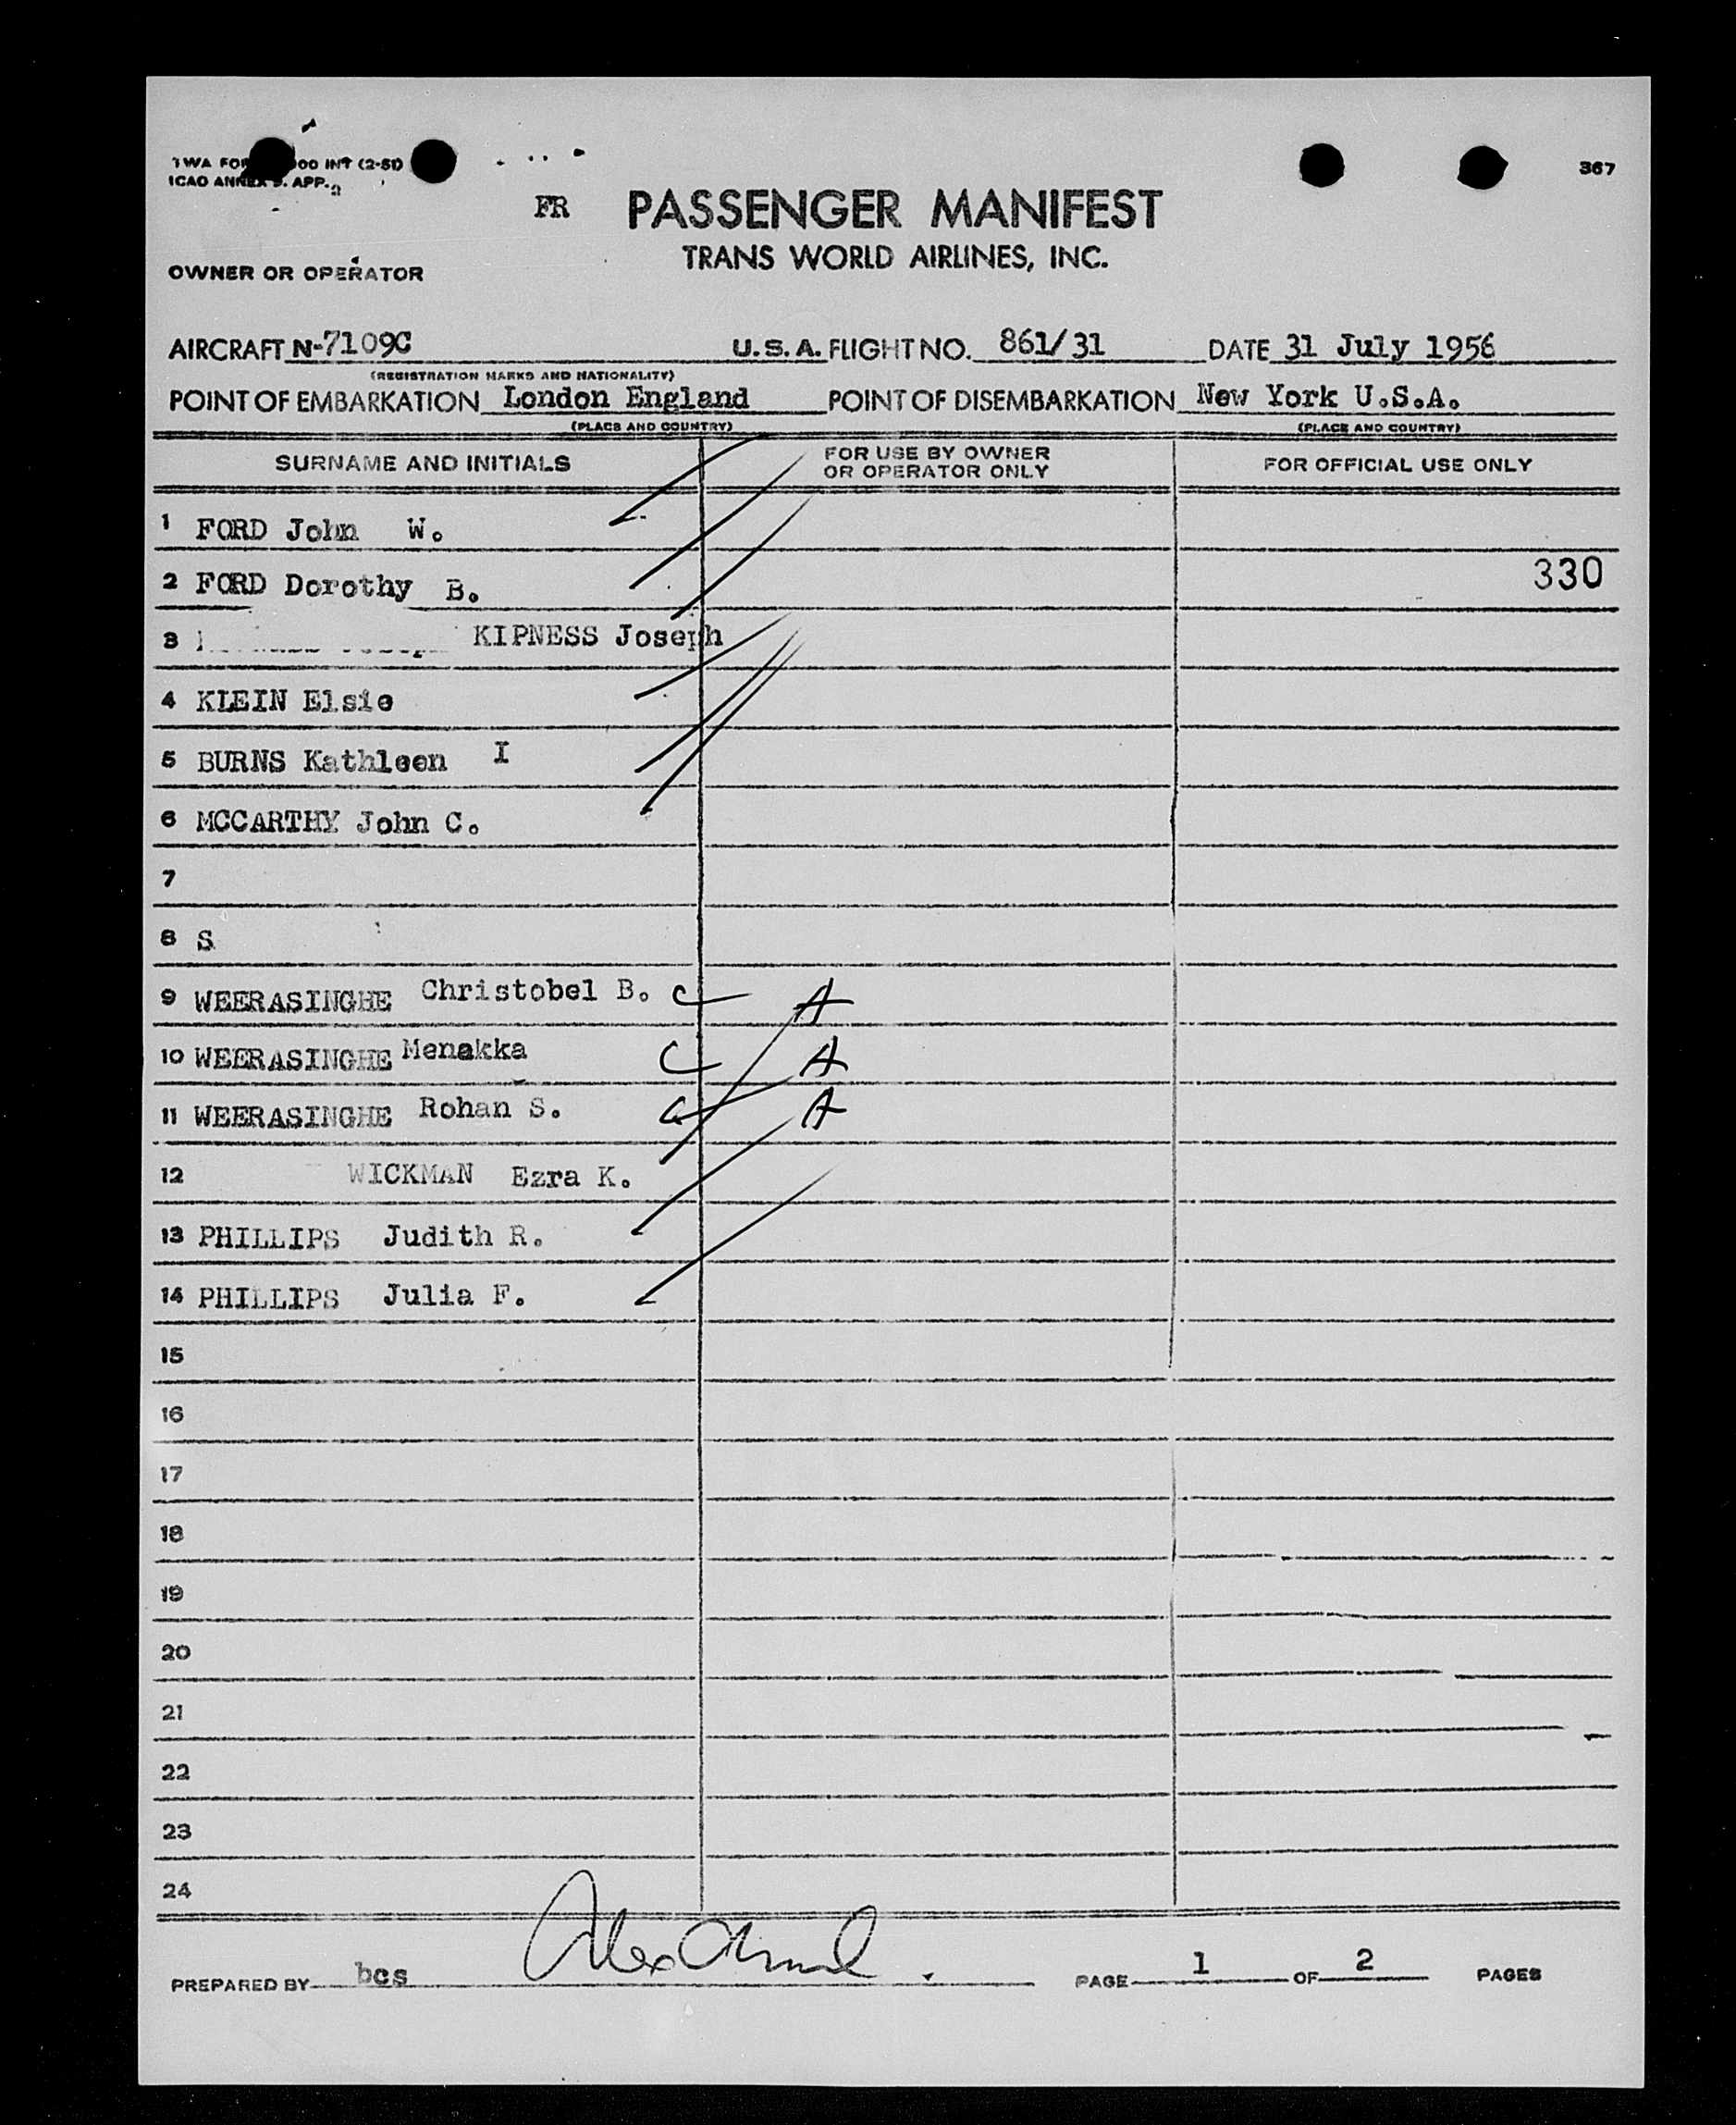 367
ICAO ANNEX 9. APP.
FR PASSENGER MANIFEST
TRANS WORLD AIRLINES, INC.
OWNER OR OPERATOR
AIRCRAFT N-7109C U.S.A. FLIGHT NO. 861/31 DATE 31 July 1956
(REGISTRATION MARKS AND NATIONALITY)
POINT OF EMBARKATION London England POINT OF DISEMBARKATION New York U.S.A.
(PLACE AND COUNTRY) (PLACE AND COUNTRY)
SURNAME AND INITIALS FOR USE BY OWNER OR OPERATOR ONLY FOR OFFICIAL USE ONLY
1 FORD John W.
2 FORD Dorothy B. 330
3 KIPNESS Joseph
4 KLEIN Elsie
5 BURNS Kathleen I
6 MCCARTHY John C.
7
8 S
9 WEERASINGHE Christobel B. C A
10 WEERASINGHE Menakka C A
11 WEERASINGHE Rohan S. C A
12 WICKMAN Ezra K.
13 PHILLIPS Judith R.
14 PHILLIPS Julia F.
15
16
17
18
19
20
21
22
23
24
PREPARED BY bcs PAGE 1 OF 2 PAGES